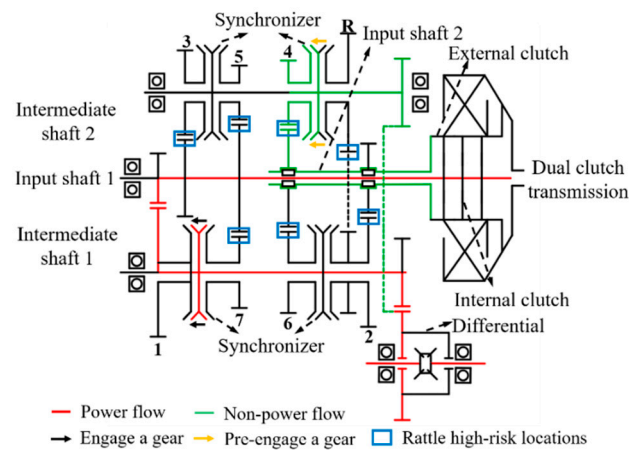 Synchronizer
R
Input shaft 2
3
5
4
External clutch
Intermediate
shaft 2
Input shaft 1
Dual clutch
transmission
Intermediate
shaft 1
Internal clutch
1
7
6
2
Differential
Synchronizer
Power flow
Non-power flow
Engage a gear
Pre-engage a gear
Rattle high-risk locations